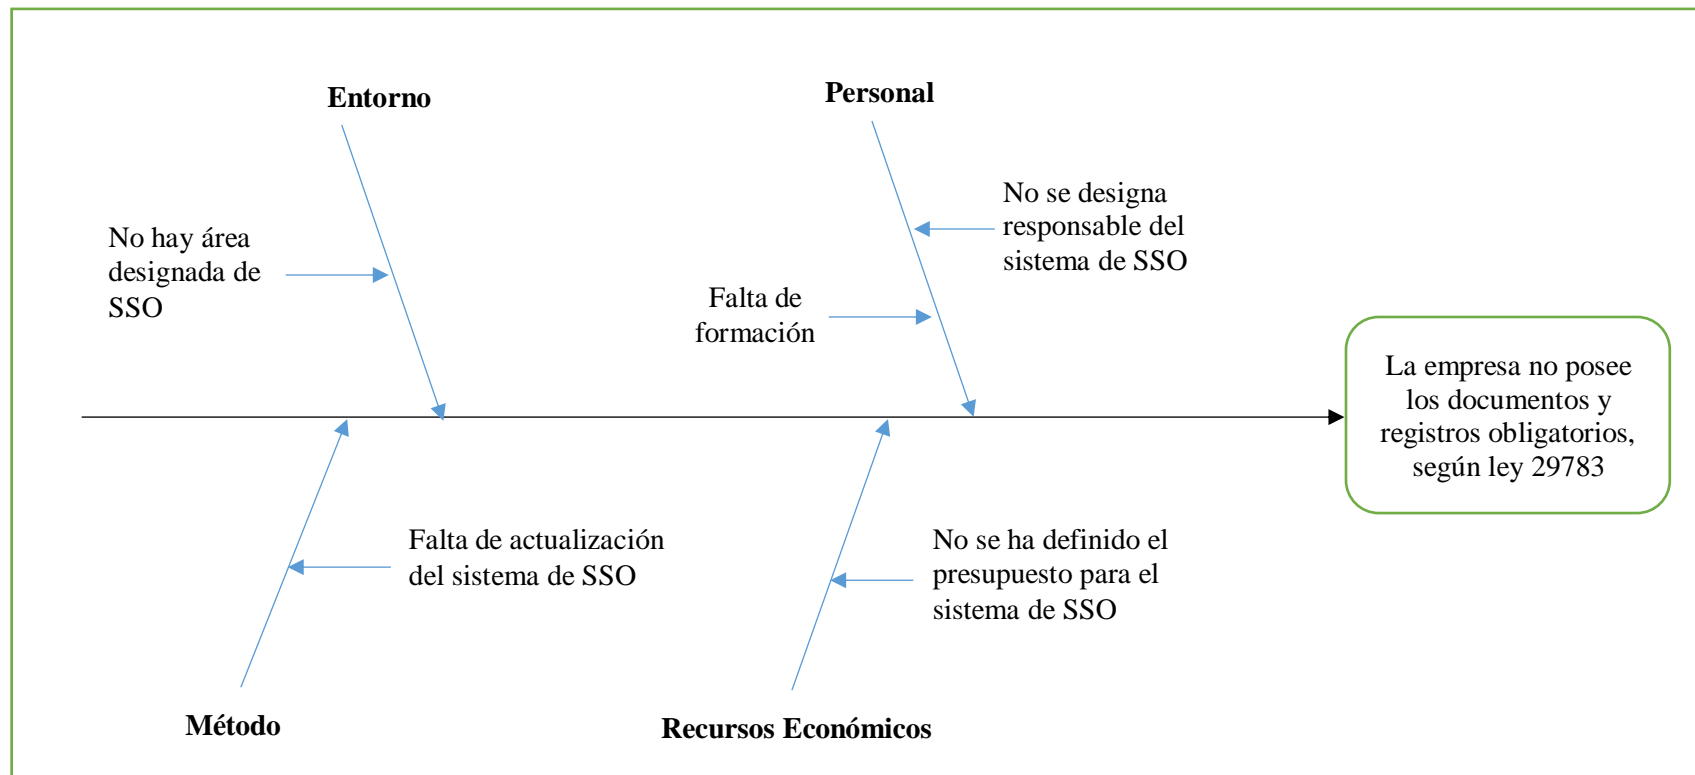 Entorno
Personal
No hay área
designada de
SSO
No se designa
responsable del
sistema de SSO
Falta de
formación
La empresa no posee
los documentos y
registros obligatorios,
según ley 29783
Falta de actualización
del sistema de SSO
No se ha definido el
presupuesto para el
sistema de SSO
Método
Recursos Económicos